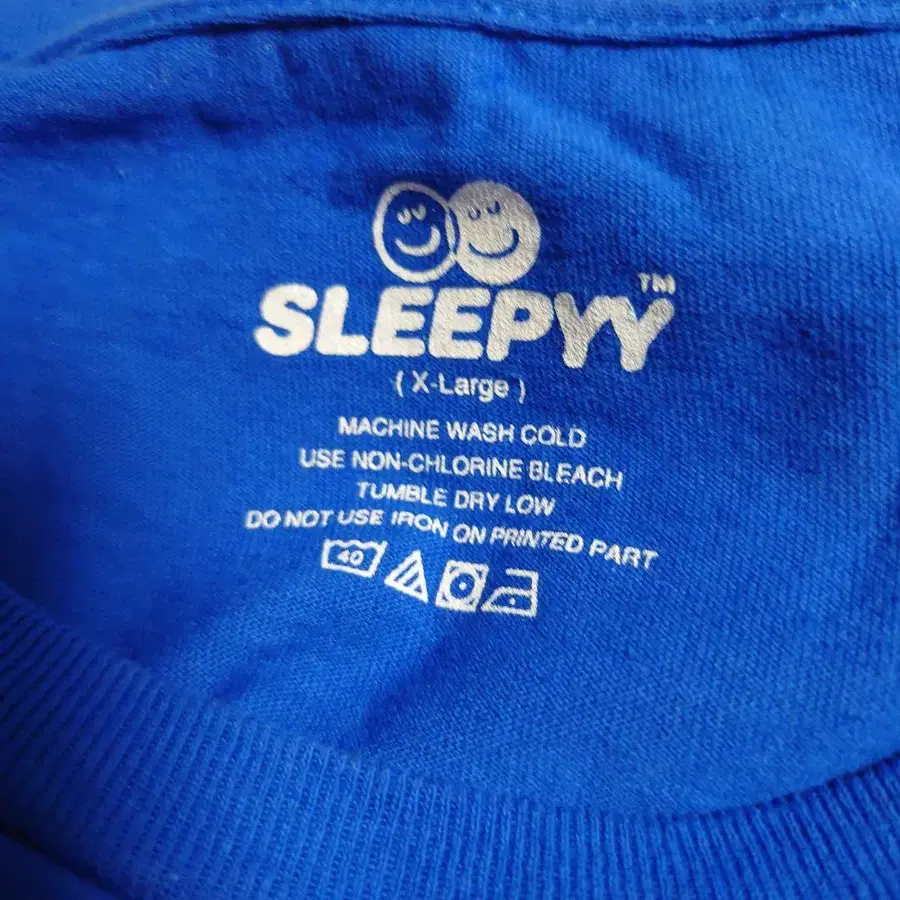 SLEEPYY™
( X-Large )
MACHINE WASH COLD
USE NON-CHLORINE BLEACH
TUMBLE DRY LOW
DO NOT USE IRON ON PRINTED PART
40